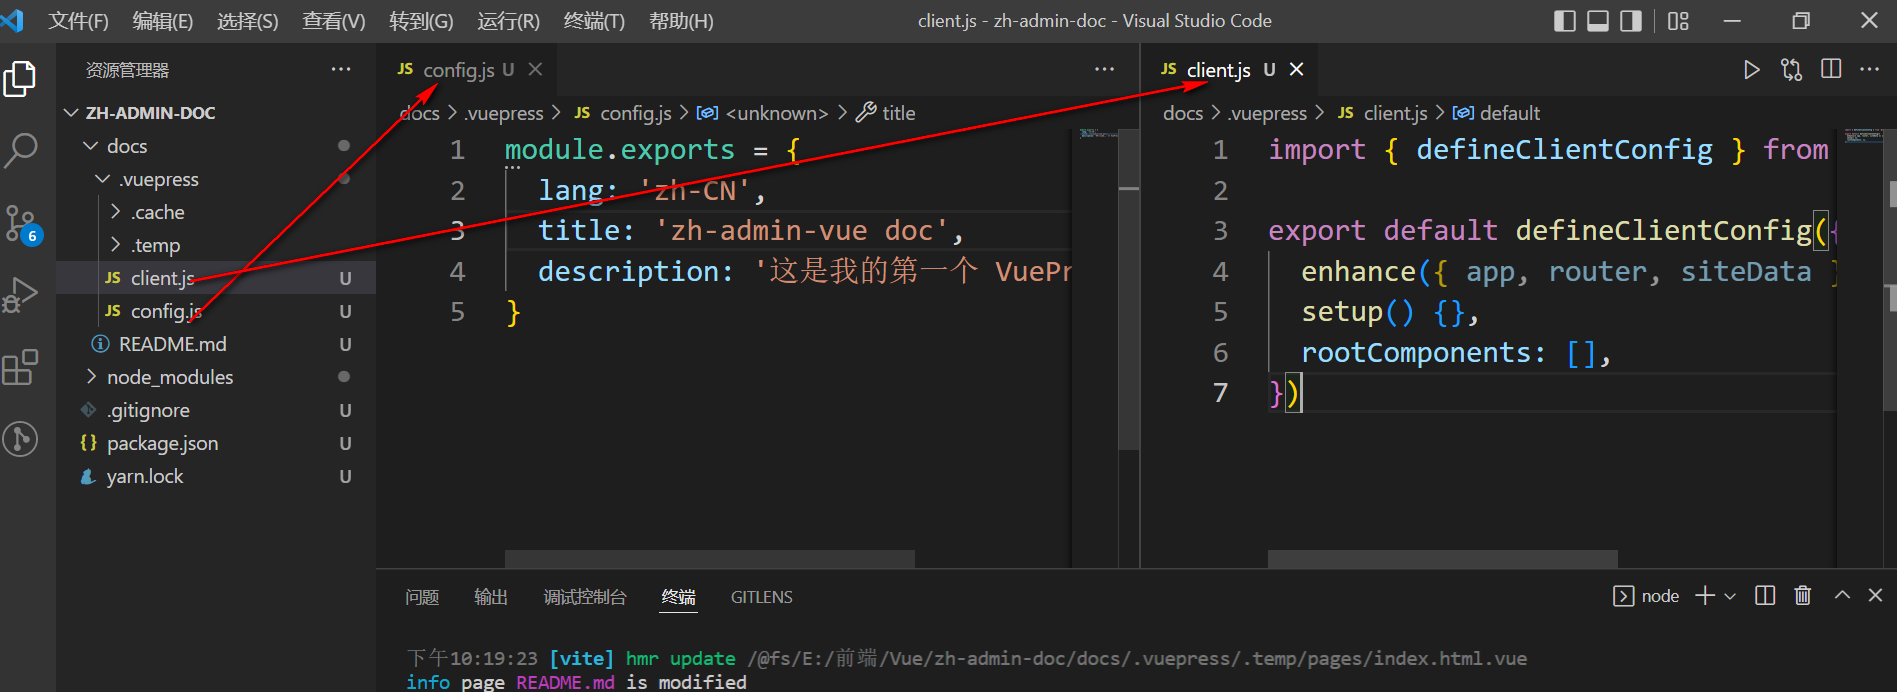 文件(F) 编辑(E) 选择(S) 查看(V) 转到(G) 运行(R) 终端(T) 帮助(H) client.js - zh-admin-doc - Visual Studio Code
资源管理器
ZH-ADMIN-DOC
docs
.vuepress
.cache
.temp
JS client.js U
JS config.js U
README.md U
node_modules
.gitignore U
{} package.json U
yarn.lock U
6
JS config.js U
docs > .vuepress > JS config.js > <unknown> > title
1 module.exports = {
2 lang: 'zh-CN',
3 title: 'zh-admin-vue doc',
4 description: '这是我的第一个 VuePr
5 }
JS client.js U
docs > .vuepress > JS client.js > default
1 import { defineClientConfig } from
2
3 export default defineClientConfig({
4 enhance({ app, router, siteData }
5 setup() {},
6 rootComponents: [],
7 })
问题 输出 调试控制台 终端 GITLENS
node
下午10:19:23 [vite] hmr update /@fs/E:/前端/Vue/zh-admin-doc/docs/.vuepress/.temp/pages/index.html.vue
info page README.md is modified